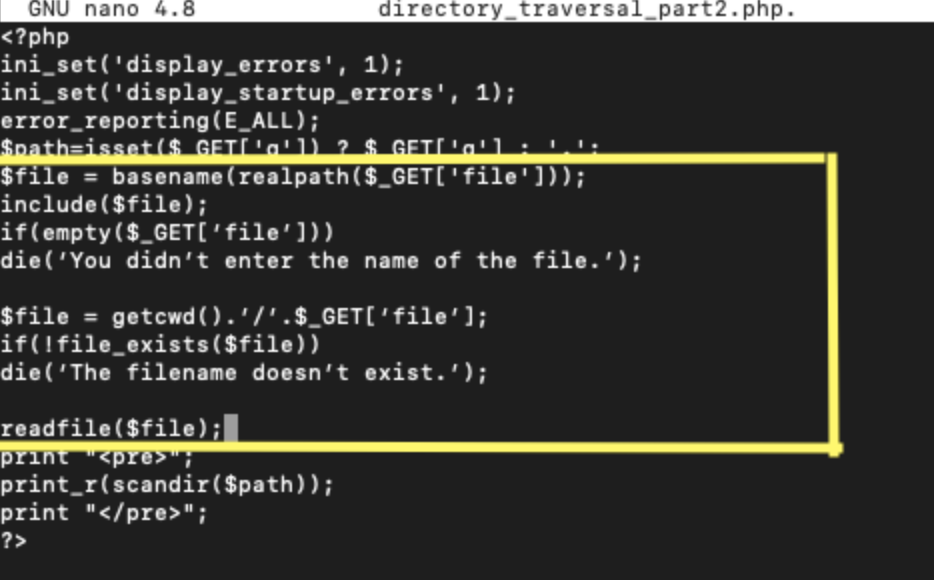 GNU nano 4.8 directory_traversal_part2.php.
<?php
ini_set('display_errors', 1);
ini_set('display_startup_errors', 1);
error_reporting(E_ALL);
$path=isset($_GET['q']) ? $_GET['q'] : '.';
$file = basename(realpath($_GET['file']));
include($file);
if(empty($_GET[‘file’]))
die(‘You didn’t enter the name of the file.’);
$file = getcwd().‘/‘.$_GET[‘file’];
if(!file_exists($file))
die(‘The filename doesn’t exist.‘);
readfile($file);
print "<pre>";
print_r(scandir($path));
print "</pre>";
?>